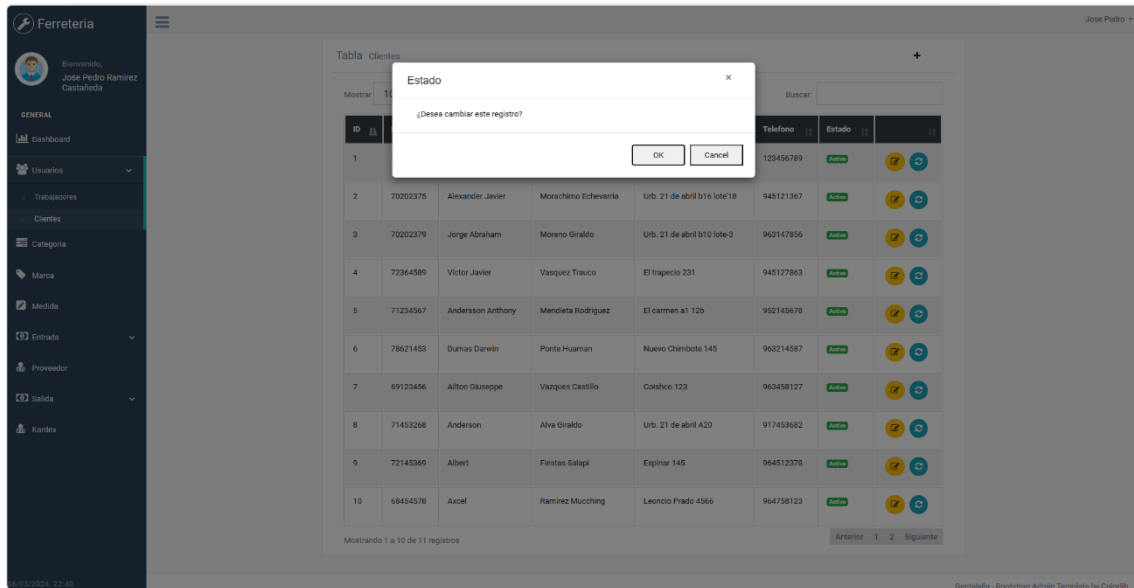 Ferreteria
Jose Pedro
Bienvenido,
Jose Pedro Ramirez
Castañeda
GENERAL
Dashboard
Usuarios
Trabajadores
Clientes
Categoria
Marca
Medida
Entrada
Proveedor
Salida
Kardex
06/03/2024, 22:40
Tabla Clientes
+
Estado ×
¿Desea cambiar este registro?
OK Cancel
Mostrar 10
Buscar:
ID Telefono Estado
1 123456789 Activo
2 70202375 Alexander Javier Morachimo Echevarria Urb. 21 de abril b16 lote'18 945121367 Activo
3 70202379 Jorge Abraham Moreno Giraldo Urb. 21 de abril b10 lote-3 963147856 Activo
4 72364589 Victor Javier Vasquez Trauco El trapecio 231 945127863 Activo
5 71234567 Andersson Anthony Mendieta Rodriguez El carmen a1 12b 952145678 Activo
6 78621453 Dumas Darwin Ponte Huaman Nuevo Chimbote 145 963214587 Activo
7 69123456 Ailton Giuseppe Vazques Castillo Coishco 123 963458127 Activo
8 71453268 Anderson Alva Giraldo Urb. 21 de abril A20 917453682 Activo
9 72145369 Albert Fiestas Salapi Espinar 145 964512378 Activo
10 68454578 Axcel Ramirez Mucching Leoncio Prado 4566 964758123 Activo
Mostrando 1 a 10 de 11 registros
Anterior 1 2 Siguiente
Gentelella - Bootstrap Admin Template by Colorlib